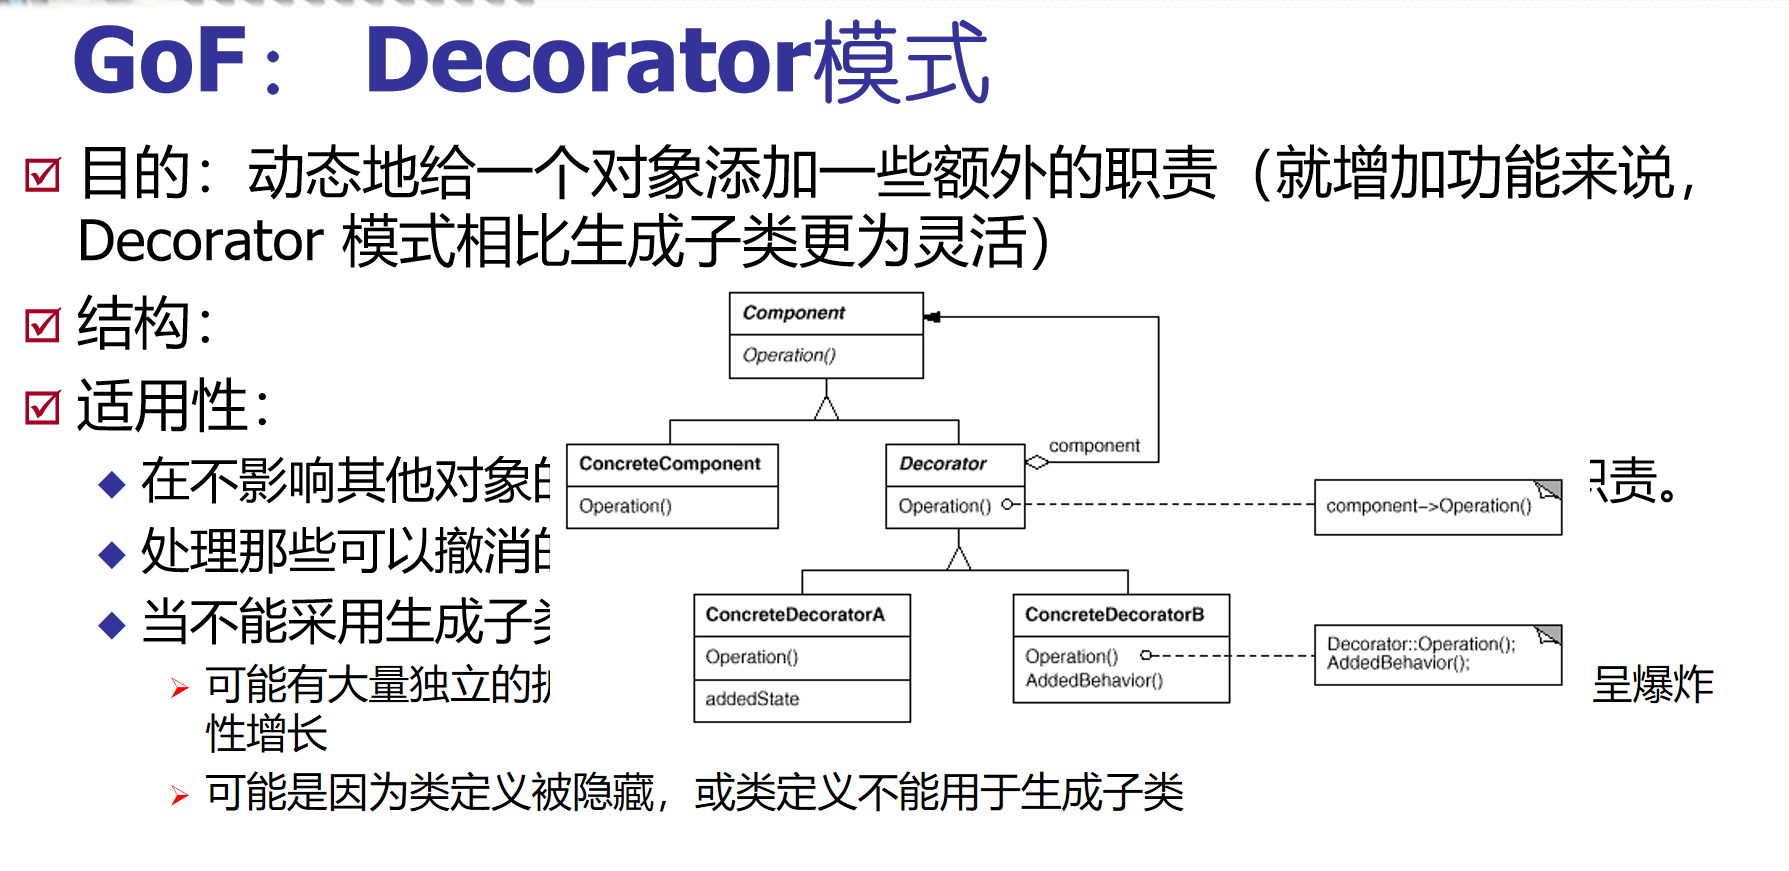 GoF： Decorator模式
目的：动态地给一个对象添加一些额外的职责（就增加功能来说，
Decorator 模式相比生成子类更为灵活）
结构：
适用性：
Component
Operation()
component
ConcreteComponent
Operation()
Decorator
Operation()
component->Operation()
在不影响其他对象
职责。
处理那些可以撤消
当不能采用生成子
ConcreteDecoratorA
Operation()
addedState
ConcreteDecoratorB
Operation()
AddedBehavior()
Decorator::Operation();
AddedBehavior();
可能有大量独立的
呈爆炸
性增长
可能是因为类定义被隐藏，或类定义不能用于生成子类